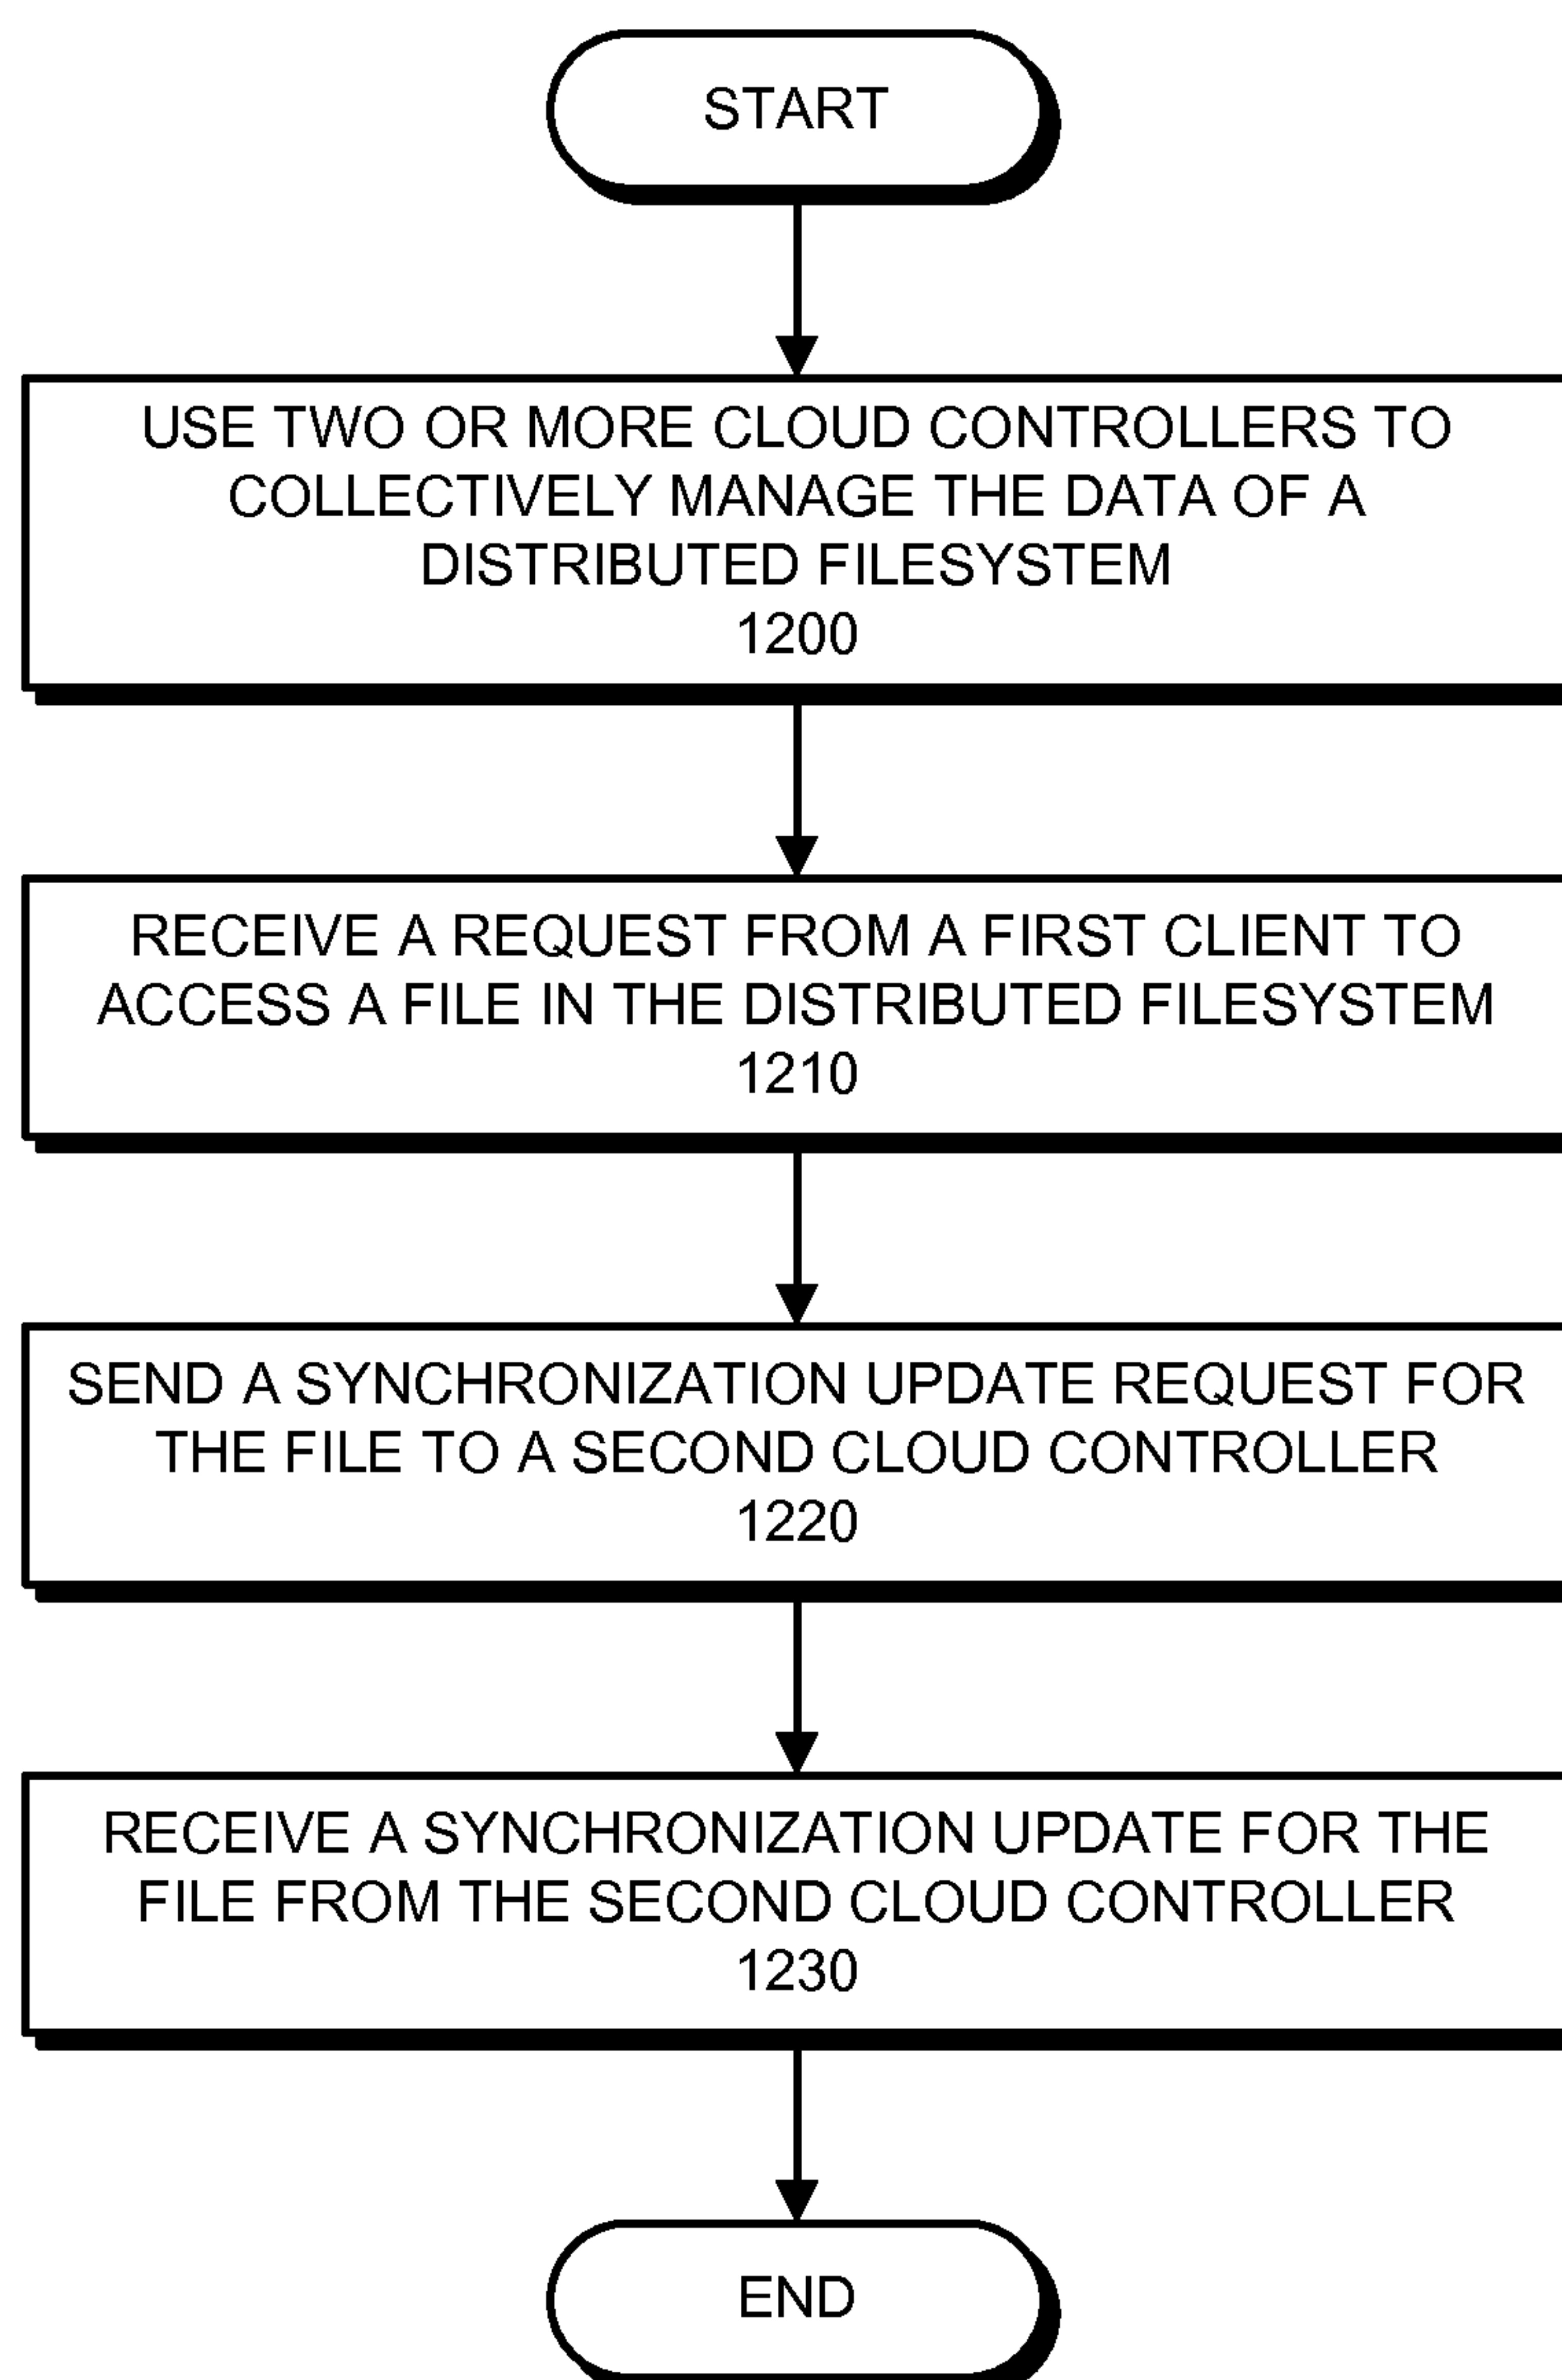 START
USE TWO OR MORE CLOUD CONTROLLERS TO
COLLECTIVELY MANAGE THE DATA OF A
DISTRIBUTED FILESYSTEM
1200
RECEIVE A REQUEST FROM A FIRST CLIENT TO
ACCESS A FILE IN THE DISTRIBUTED FILESYSTEM
1210
SEND A SYNCHRONIZATION UPDATE REQUEST FOR
THE FILE TO A SECOND CLOUD CONTROLLER
1220
RECEIVE A SYNCHRONIZATION UPDATE FOR THE
FILE FROM THE SECOND CLOUD CONTROLLER
1230
END